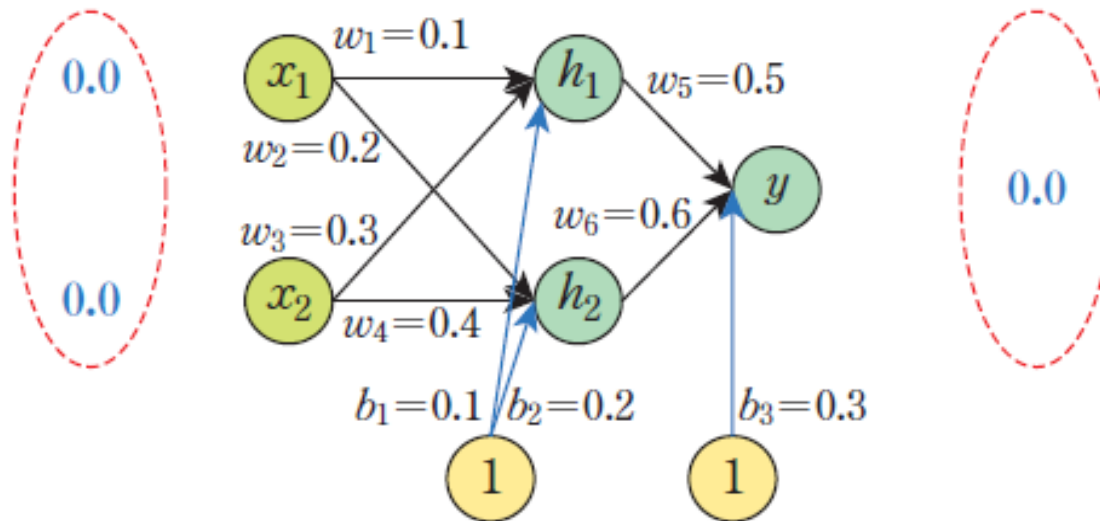 0.0
0.0
x₁
x₂
w₁=0.1
w₂=0.2
w₃=0.3
w₄=0.4
h₁
h₂
w₅=0.5
w₆=0.6
y
b₁=0.1
b₂=0.2
b₃=0.3
1
1
0.0